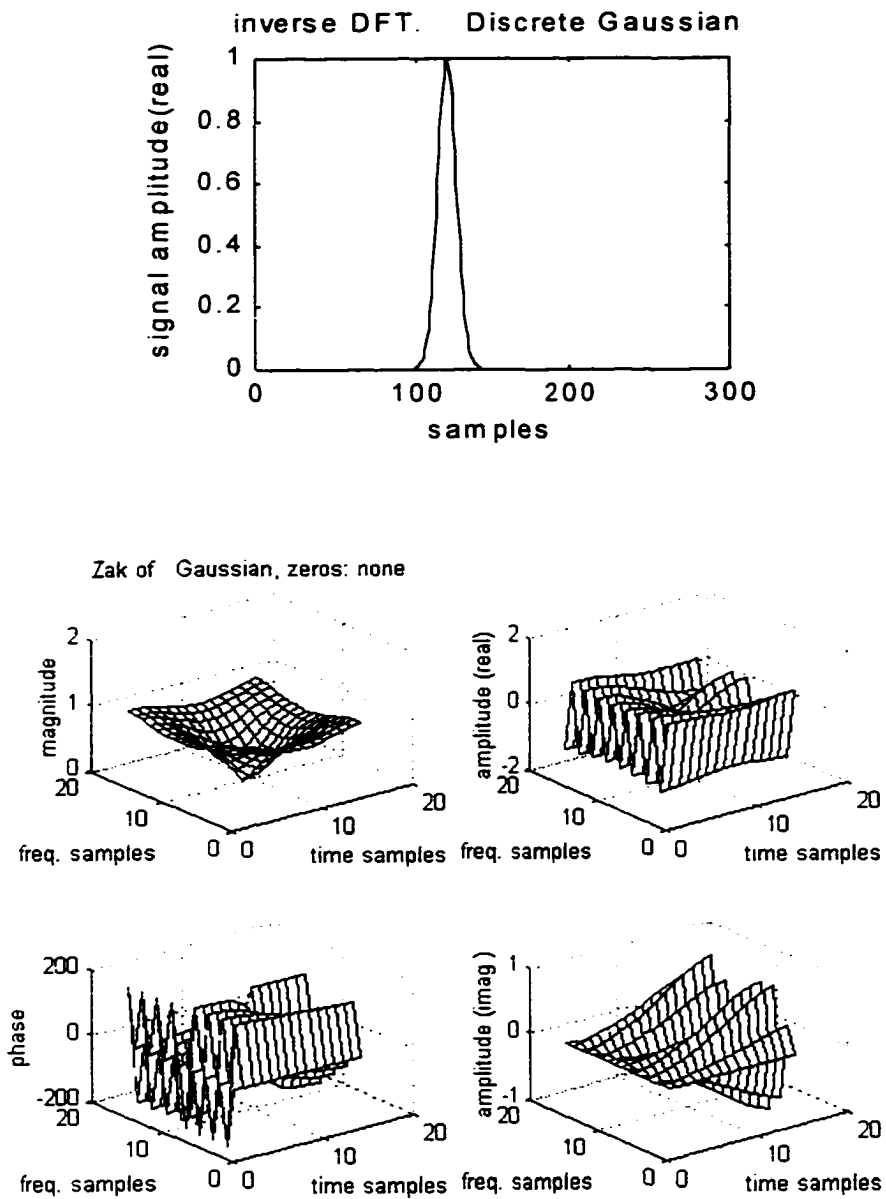 inverse DFT. Discrete Gaussian
signal amplitude(real)
1
0.8
0.6
0.4
0.2
0
0 100 200 300
samples
Zak of Gaussian, zeros: none
magnitude
2
1
0
20
10
0
freq. samples
0
10
20
time samples
amplitude (real)
2
0
-2
20
10
0
freq. samples
0
10
20
time samples
phase
200
0
-200
20
10
0
freq. samples
0
10
20
time samples
amplitude (imag)
1
0
-1
20
10
0
freq. samples
0
10
20
time samples